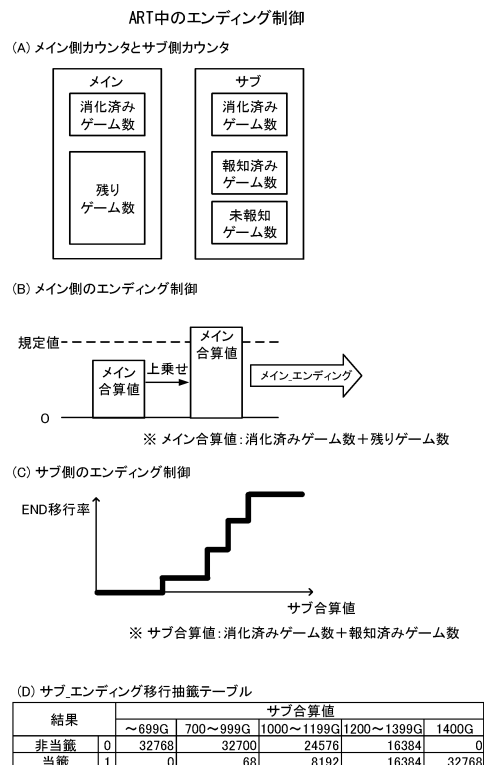 ART中のエンディング制御
(A) メイン側カウンタとサブ側カウンタ
メイン
消化済み
ゲーム数
残り
ゲーム数
サブ
消化済み
ゲーム数
報知済み
ゲーム数
未報知
ゲーム数
(B) メイン側のエンディング制御
規定値
メイン
合算値
上乗せ
メイン
合算値
メイン_エンディング
0
※ メイン合算値：消化済みゲーム数＋残りゲーム数
(C) サブ側のエンディング制御
END移行率
サブ合算値
※ サブ合算値：消化済みゲーム数＋報知済みゲーム数
(D) サブ_エンディング移行抽籤テーブル
結果 サブ合算値
～699G 700～999G 1000～1199G 1200～1399G 1400G
非当籤 0 32768 32700 24576 16384 0
当籤 1 0 68 8192 16384 32768